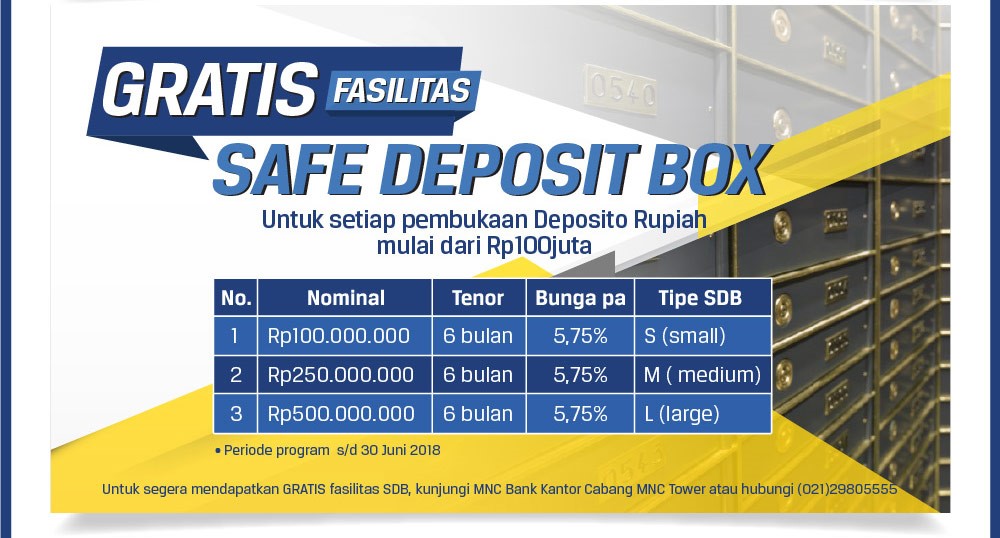 GRATIS FASILITAS
SAFE DEPOSIT BOX
Untuk setiap pembukaan Deposito Rupiah
mulai dari Rp100juta
No. Nominal Tenor Bunga pa Tipe SDB
1 Rp100.000.000 6 bulan 5,75% S (small)
2 Rp250.000.000 6 bulan 5,75% M ( medium)
3 Rp500.000.000 6 bulan 5,75% L (large)
• Periode program s/d 30 Juni 2018
Untuk segera mendapatkan GRATIS fasilitas SDB, kunjungi MNC Bank Kantor Cabang MNC Tower atau hubungi (021)29805555
0540